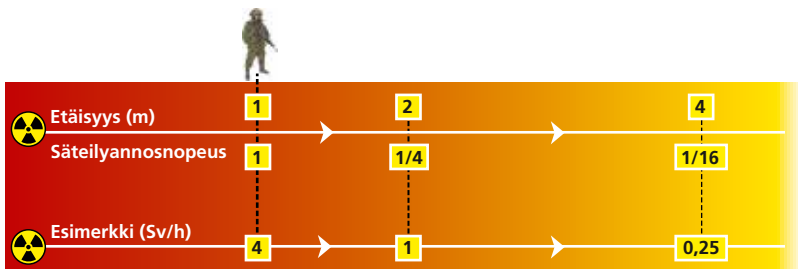 Etäisyys (m) 1 2 4
Säteilyannosnopeus 1 1/4 1/16
Esimerkki (Sv/h) 4 1 0,25